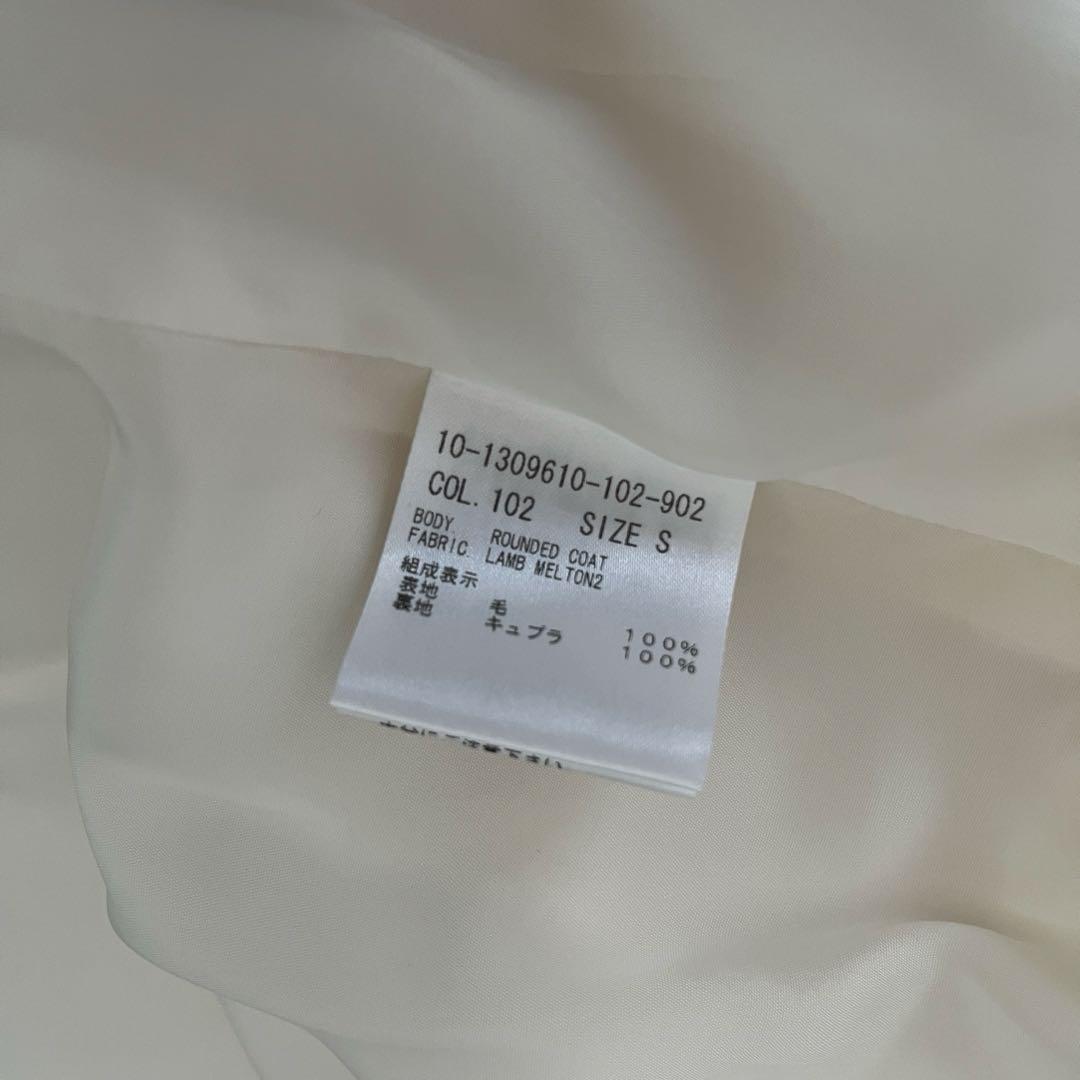 10-1309610-102-902
COL. 102 SIZE S
BODY. ROUNDED COAT
FABRIC. LAMB MELTON2
組成表示
表地 毛 100%
裏地 キュプラ 100%